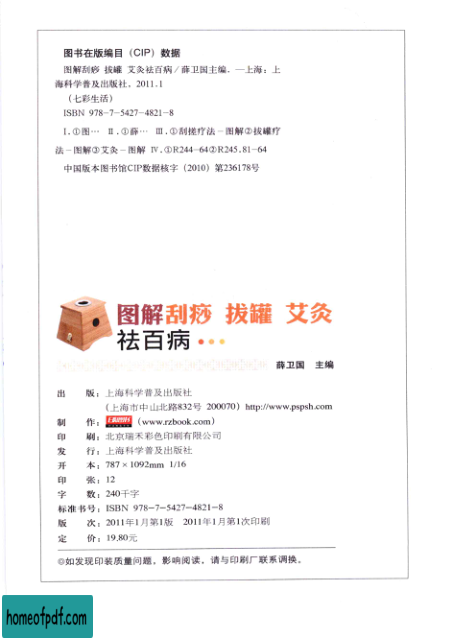 图书在版编目（CIP）数据
图解刮痧 拔罐 艾灸祛百病/薛卫国主编.—上海：上
海科学普及出版社，2011.1
（七彩生活）
ISBN 978-7-5427-4821-8
Ⅰ.①图… Ⅱ.①薛… Ⅲ.①刮搓疗法－图解②拔罐疗
法－图解③艾灸－图解 Ⅳ.①R244-64②R245.81-64
中国版本图书馆CIP数据核字（2010）第236178号
图解刮痧 拔罐 艾灸
祛百病
薛卫国 主编
出 版：上海科学普及出版社
（上海市中山北路832号 200070）http://www.pspsh.com
制 作：（www.rzbook.com）
印 刷：北京瑞禾彩色印刷有限公司
发 行：上海科学普及出版社
开 本：787×1092mm 1/16
印 张：12
字 数：240千字
标准书号：ISBN 978-7-5427-4821-8
版 次：2011年1月第1版 2011年1月第1次印刷
定 价：19.80元
◎如发现印装质量问题，影响阅读，请与印刷厂联系调换。
homeofpdf.com